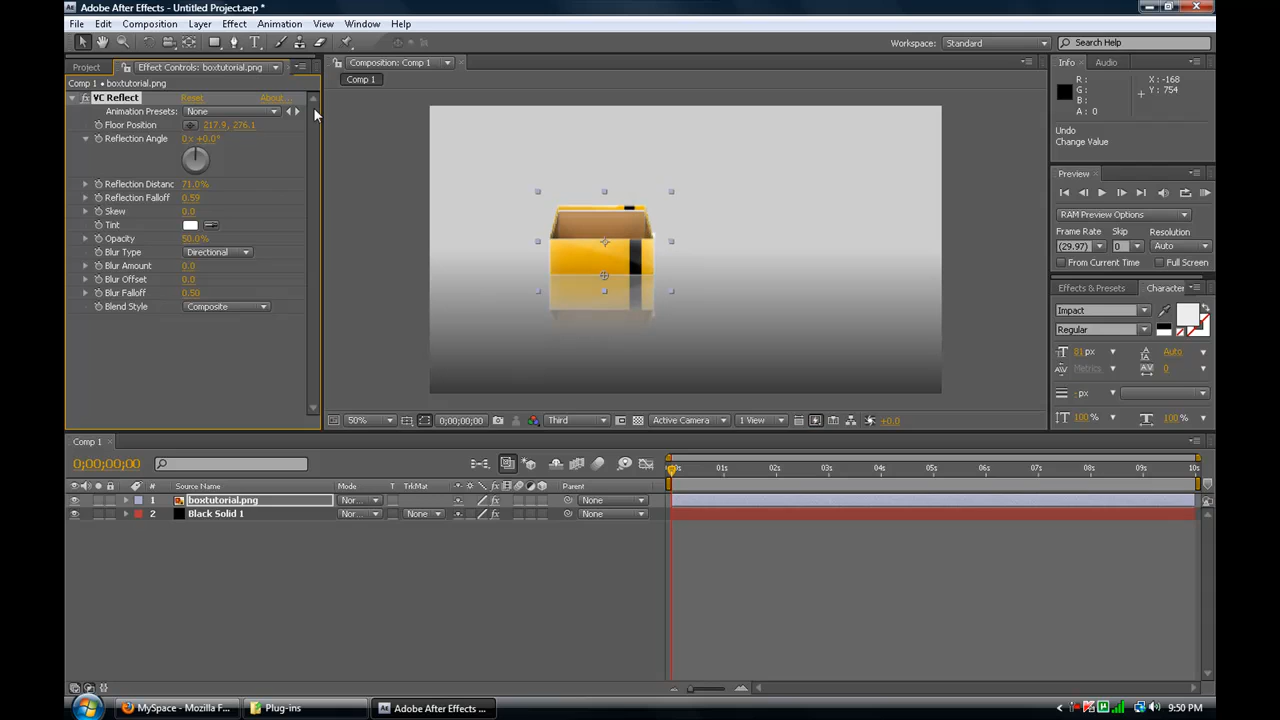 Adobe After Effects - Untitled Project.aep *
File Edit Composition Layer Effect Animation View Window Help
Workspace: Standard Search Help
Project Effect Controls: boxtutorial.png Composition: Comp 1 Info Audio
Comp 1 • boxtutorial.png Comp 1
VC Reflect Reset About...
Animation Presets: None
Floor Position 217.9, 276.1
Reflection Angle 0 x +0.0°
Reflection Distanc 71.0%
Reflection Falloff 0.59
Skew 0.0
Tint
Opacity 50.0%
Blur Type Directional
Blur Amount 0.0
Blur Offset 0.0
Blur Falloff 0.50
Blend Style Composite
R : X : -168
G : Y : 754
B :
A : 0
Undo
Change Value
Preview
RAM Preview Options
Frame Rate Skip Resolution
(29.97) 0 Auto
From Current Time Full Screen
Effects & Presets Character
Impact
Regular
81 px Auto
Metrics 0
- px
100 % 100 %
50% 0;00;00;00 Third Active Camera 1 View +0.0
Comp 1
0;00;00;00
00s 01s 02s 03s 04s 05s 06s 07s 08s 09s 10s
# Source Name Mode T TrkMat Parent
1 boxtutorial.png Nor... None
2 Black Solid 1 Nor... None None
MySpace - Mozilla F... Plug-ins Adobe After Effects ... 9:50 PM